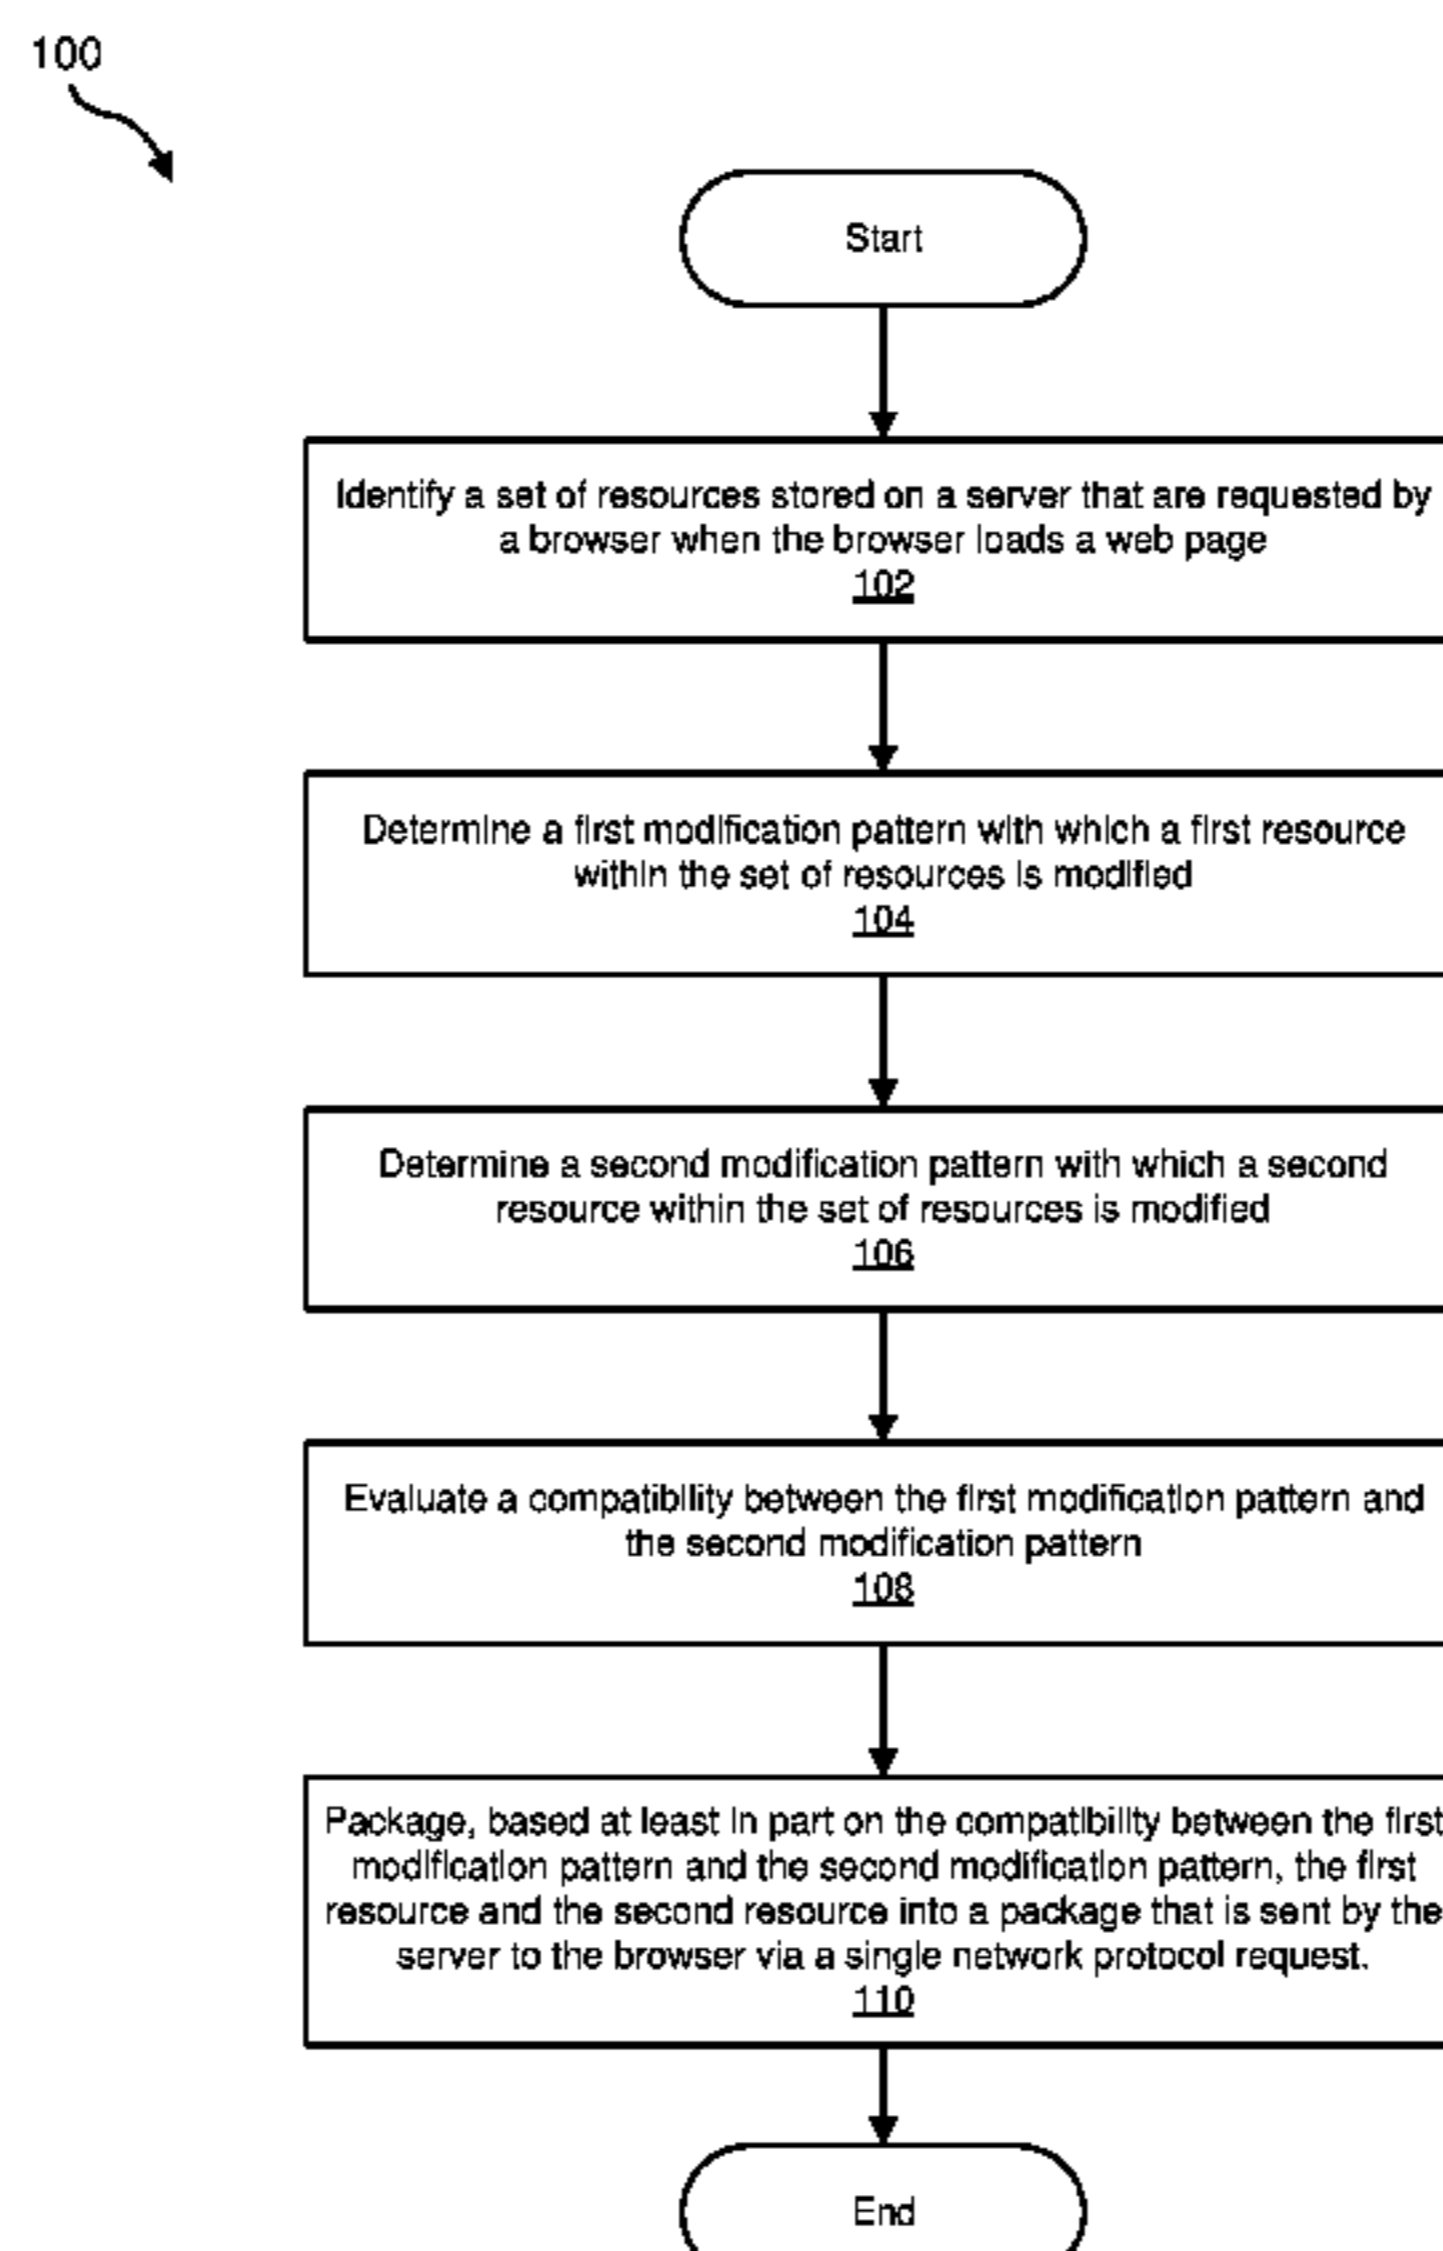 100
Start
Identify a set of resources stored on a server that are requested by
a browser when the browser loads a web page
102
Determine a first modification pattern with which a first resource
within the set of resources is modified
104
Determine a second modification pattern with which a second
resource within the set of resources is modified
106
Evaluate a compatibility between the first modification pattern and
the second modification pattern
108
Package, based at least in part on the compatibility between the first
modification pattern and the second modification pattern, the first
resource and the second resource into a package that is sent by the
server to the browser via a single network protocol request.
110
End